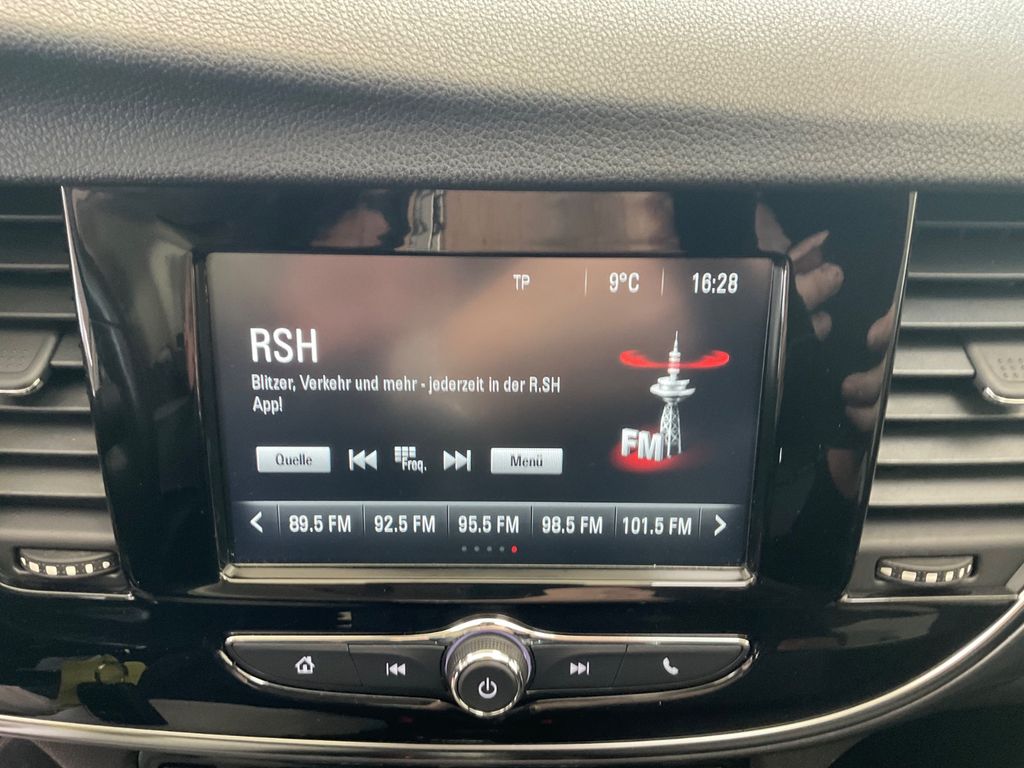 TP 9°C 16:28
RSH
Blitzer, Verkehr und mehr - jederzeit in der R.SH
App!
FM
Quelle Freq. Menü
89.5 FM 92.5 FM 95.5 FM 98.5 FM 101.5 FM